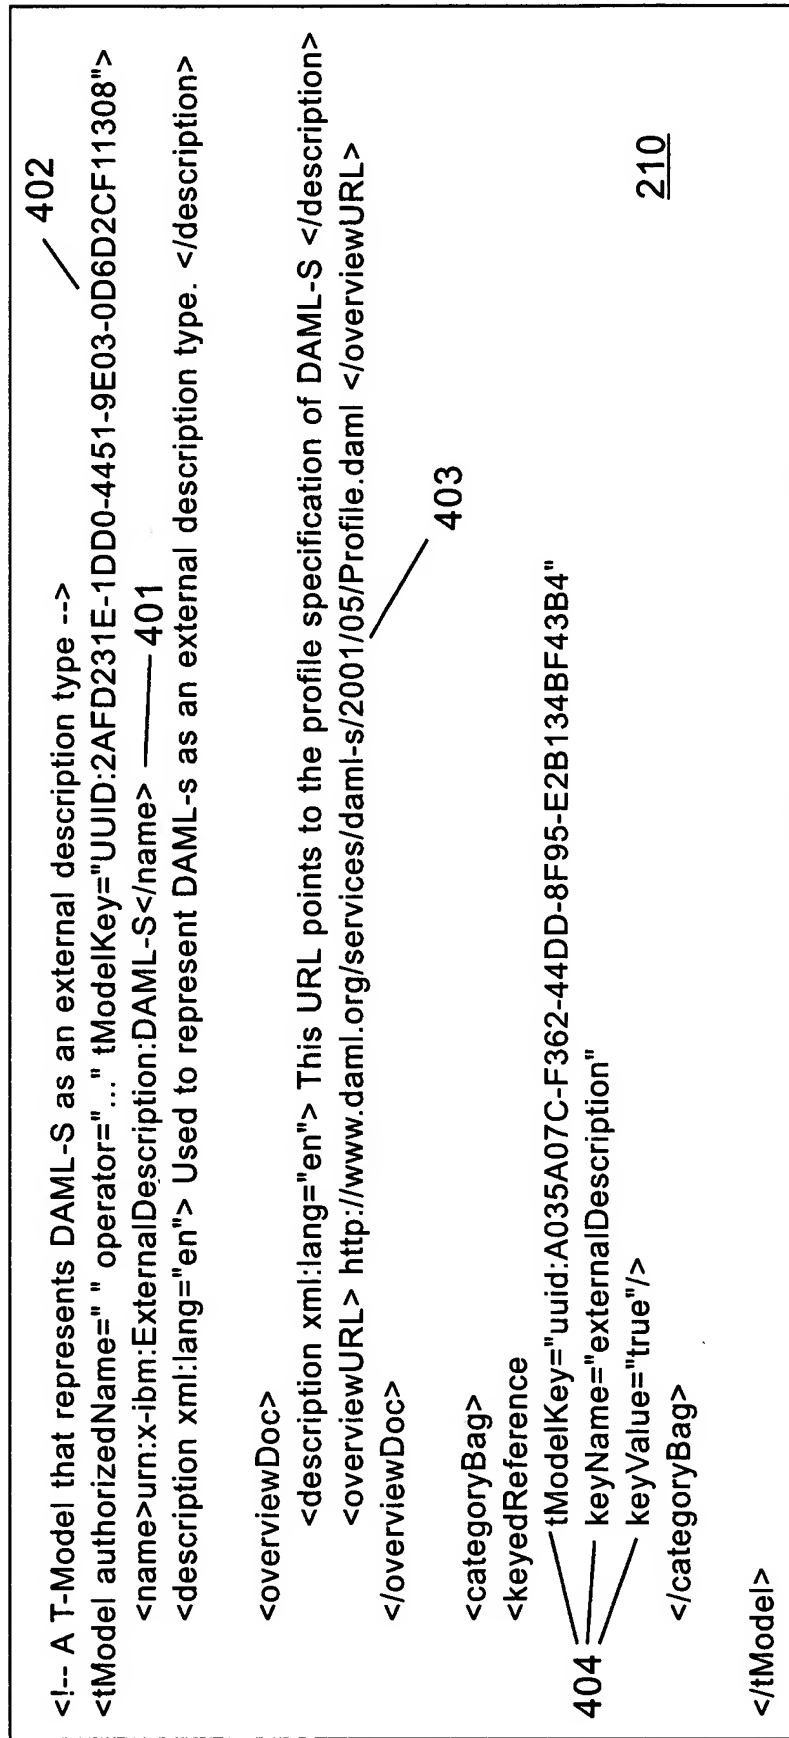 <!-- A T-Model that represents DAML-S as an external description type -->
402
<tModel authorizedName=" " operator="..." tModelKey="UUID:2AFD231E-1DD0-4451-9E03-0D6D2CF11308">
<name>urn:x-ibm:ExternalDescription:DAML-S</name> 401
<description xml:lang="en"> Used to represent DAML-s as an external description type. </description>
<overviewDoc>
<description xml:lang="en"> This URL points to the profile specification of DAML-S </description>
<overviewURL> http://www.daml.org/services/daml-s/2001/05/Profile.daml </overviewURL>
</overviewDoc>
403
<categoryBag>
<keyedReference
tModelKey="uuid:A035A07C-F362-44DD-8F95-E2B134BF43B4"
404 keyName="externalDescription"
keyValue="true"/>
</categoryBag>
210
</tModel>